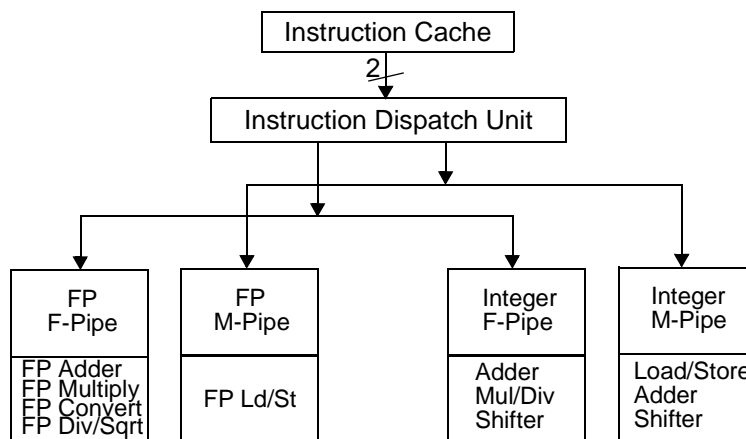 Instruction Cache
2
Instruction Dispatch Unit
FP
F-Pipe
FP Adder
FP Multiply
FP Convert
FP Div/Sqrt
FP
M-Pipe
FP Ld/St
Integer
F-Pipe
Adder
Mul/Div
Shifter
Integer
M-Pipe
Load/Store
Adder
Shifter